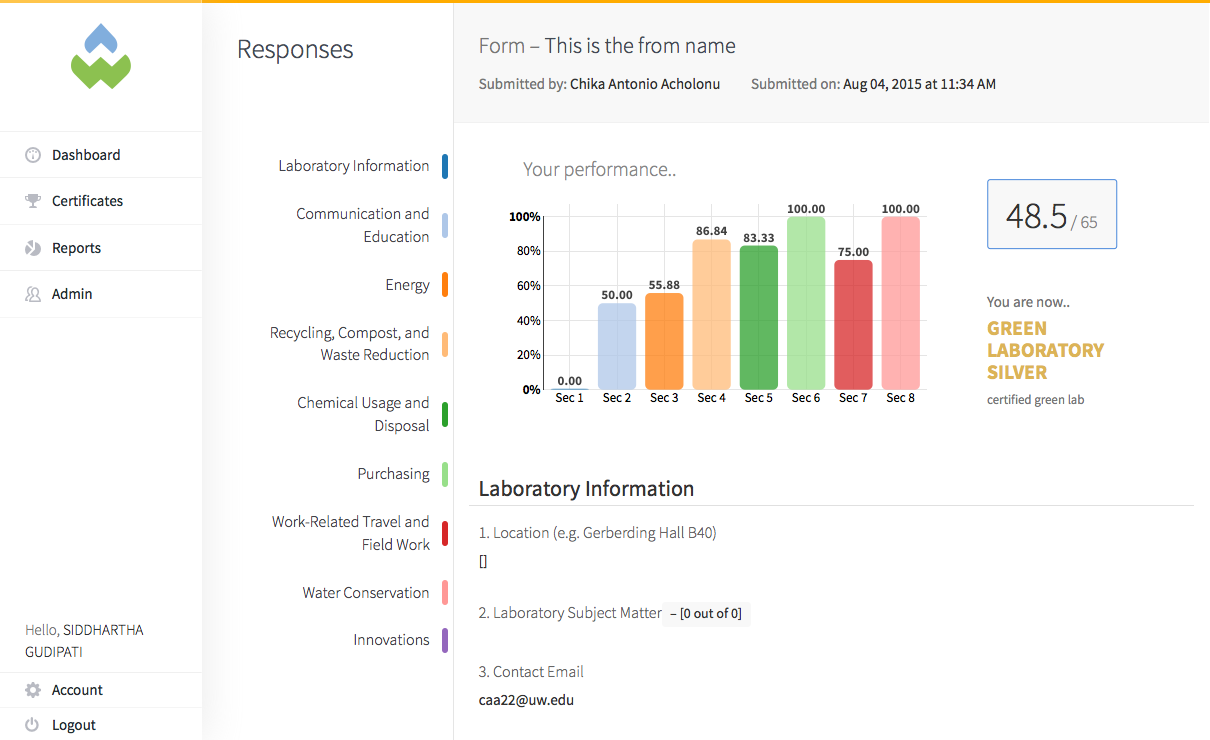 Dashboard
Certificates
Reports
Admin
Hello, SIDDHARTHA
GUDIPATI
Account
Logout
Responses
Laboratory Information
Communication and
Education
Energy
Recycling, Compost, and
Waste Reduction
Chemical Usage and
Disposal
Purchasing
Work-Related Travel and
Field Work
Water Conservation
Innovations
Form – This is the from name
Submitted by: Chika Antonio Acholonu Submitted on: Aug 04, 2015 at 11:34 AM
Your performance..
100%
80%
60%
40%
20%
0%
0.00
50.00
55.88
86.84
83.33
100.00
75.00
100.00
Sec 1 Sec 2 Sec 3 Sec 4 Sec 5 Sec 6 Sec 7 Sec 8
48.5 / 65
You are now..
GREEN
LABORATORY
SILVER
certified green lab
Laboratory Information
1. Location (e.g. Gerberding Hall B40)
[]
2. Laboratory Subject Matter – [0 out of 0]
3. Contact Email
caa22@uw.edu